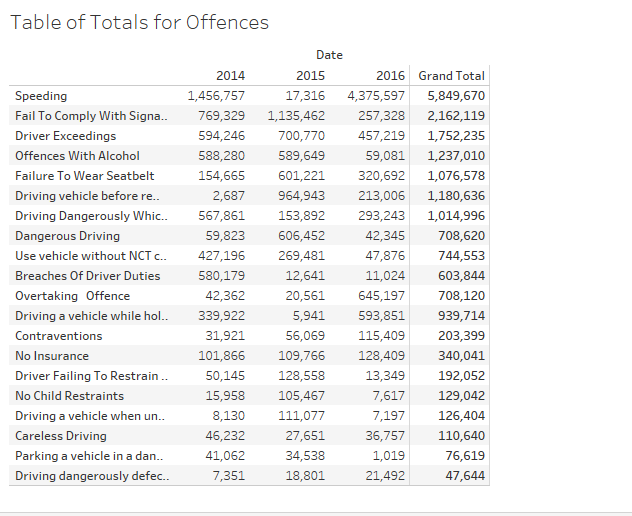 Table of Totals for Offences
Date
2014 2015 2016 Grand Total
Speeding 1,456,757 17,316 4,375,597 5,849,670
Fail To Comply With Signa.. 769,329 1,135,462 257,328 2,162,119
Driver Exceedings 594,246 700,770 457,219 1,752,235
Offences With Alcohol 588,280 589,649 59,081 1,237,010
Failure To Wear Seatbelt 154,665 601,221 320,692 1,076,578
Driving vehicle before re.. 2,687 964,943 213,006 1,180,636
Driving Dangerously Whic.. 567,861 153,892 293,243 1,014,996
Dangerous Driving 59,823 606,452 42,345 708,620
Use vehicle without NCT c.. 427,196 269,481 47,876 744,553
Breaches Of Driver Duties 580,179 12,641 11,024 603,844
Overtaking Offence 42,362 20,561 645,197 708,120
Driving a vehicle while hol.. 339,922 5,941 593,851 939,714
Contraventions 31,921 56,069 115,409 203,399
No Insurance 101,866 109,766 128,409 340,041
Driver Failing To Restrain .. 50,145 128,558 13,349 192,052
No Child Restraints 15,958 105,467 7,617 129,042
Driving a vehicle when un.. 8,130 111,077 7,197 126,404
Careless Driving 46,232 27,651 36,757 110,640
Parking a vehicle in a dan.. 41,062 34,538 1,019 76,619
Driving dangerously defec.. 7,351 18,801 21,492 47,644